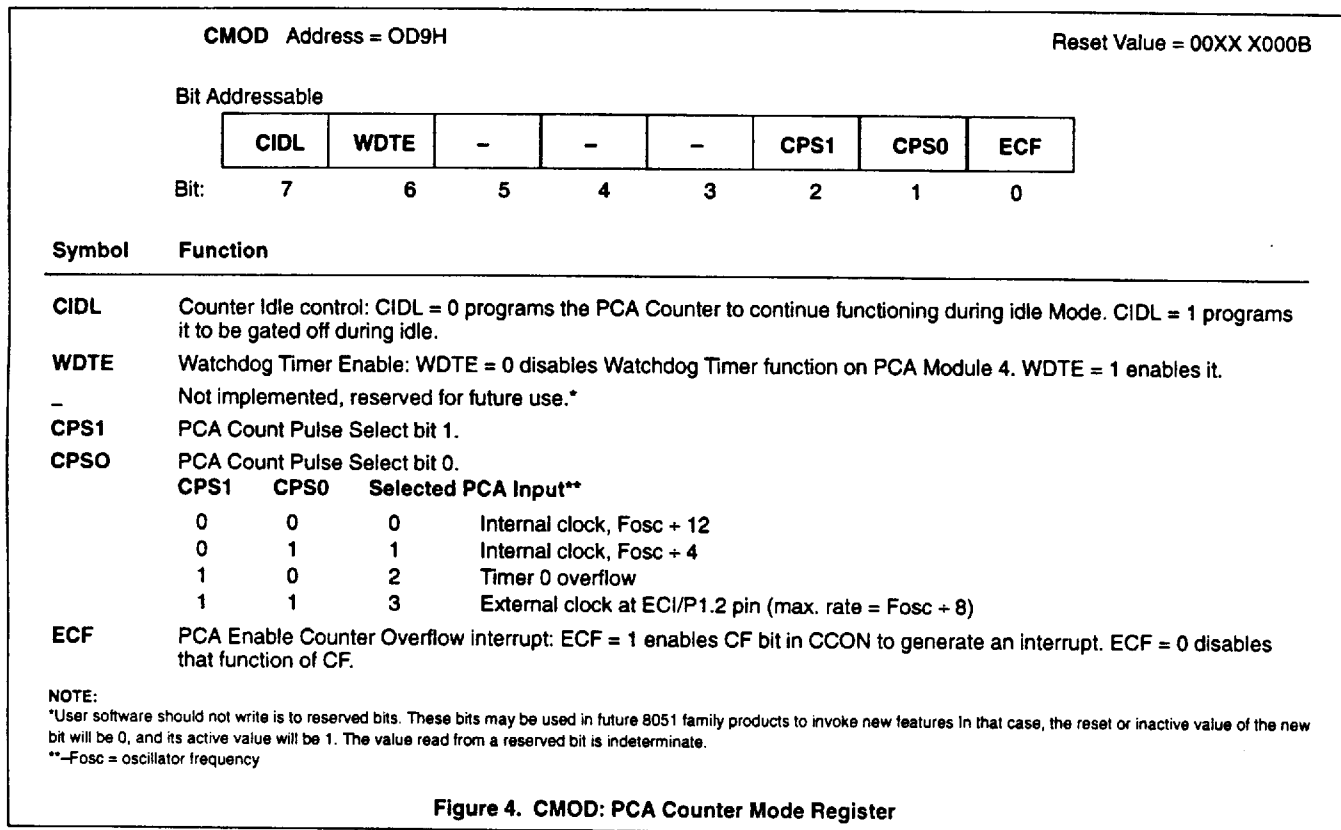 CMOD Address = OD9H Reset Value = 00XX X000B
Bit Addressable
CIDL WDTE – – – CPS1 CPS0 ECF
Bit: 7 6 5 4 3 2 1 0
Symbol Function
CIDL Counter Idle control: CIDL = 0 programs the PCA Counter to continue functioning during idle Mode. CIDL = 1 programs
it to be gated off during idle.
WDTE Watchdog Timer Enable: WDTE = 0 disables Watchdog Timer function on PCA Module 4. WDTE = 1 enables it.
_ Not implemented, reserved for future use.*
CPS1 PCA Count Pulse Select bit 1.
CPSO PCA Count Pulse Select bit 0.
CPS1 CPS0 Selected PCA Input**
0 0 0 Internal clock, Fosc ÷ 12
0 1 1 Internal clock, Fosc ÷ 4
1 0 2 Timer 0 overflow
1 1 3 External clock at ECI/P1.2 pin (max. rate = Fosc ÷ 8)
ECF PCA Enable Counter Overflow interrupt: ECF = 1 enables CF bit in CCON to generate an interrupt. ECF = 0 disables
that function of CF.
NOTE:
*User software should not write is to reserved bits. These bits may be used in future 8051 family products to invoke new features In that case, the reset or inactive value of the new
bit will be 0, and its active value will be 1. The value read from a reserved bit is indeterminate.
**–Fosc = oscillator frequency
Figure 4. CMOD: PCA Counter Mode Register